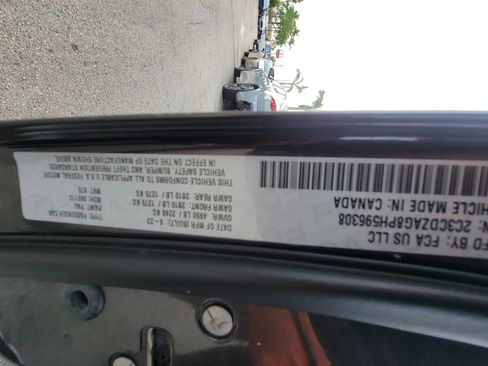 FD BY: FCA US LLC
DATE OF MFR (BUILT): 6-23
GVWR: 4950 LB / 2246 KG
GAWR FRONT: 2810 LB / 1275 KG
GAWR REAR: 2810 LB / 1275 KG
THIS VEHICLE CONFORMS TO ALL APPLICABLE U.S.A. FEDERAL MOTOR
VEHICLE SAFETY, BUMPER, AND THEFT PREVENTION STANDARDS
IN EFFECT ON THE DATE OF MANUFACTURE SHOWN ABOVE.
N: 2C3CDZAG8PH596308
TYPE: PASSENGER CAR
PAINT: PAU
VEHICLE MADE IN: CANADA